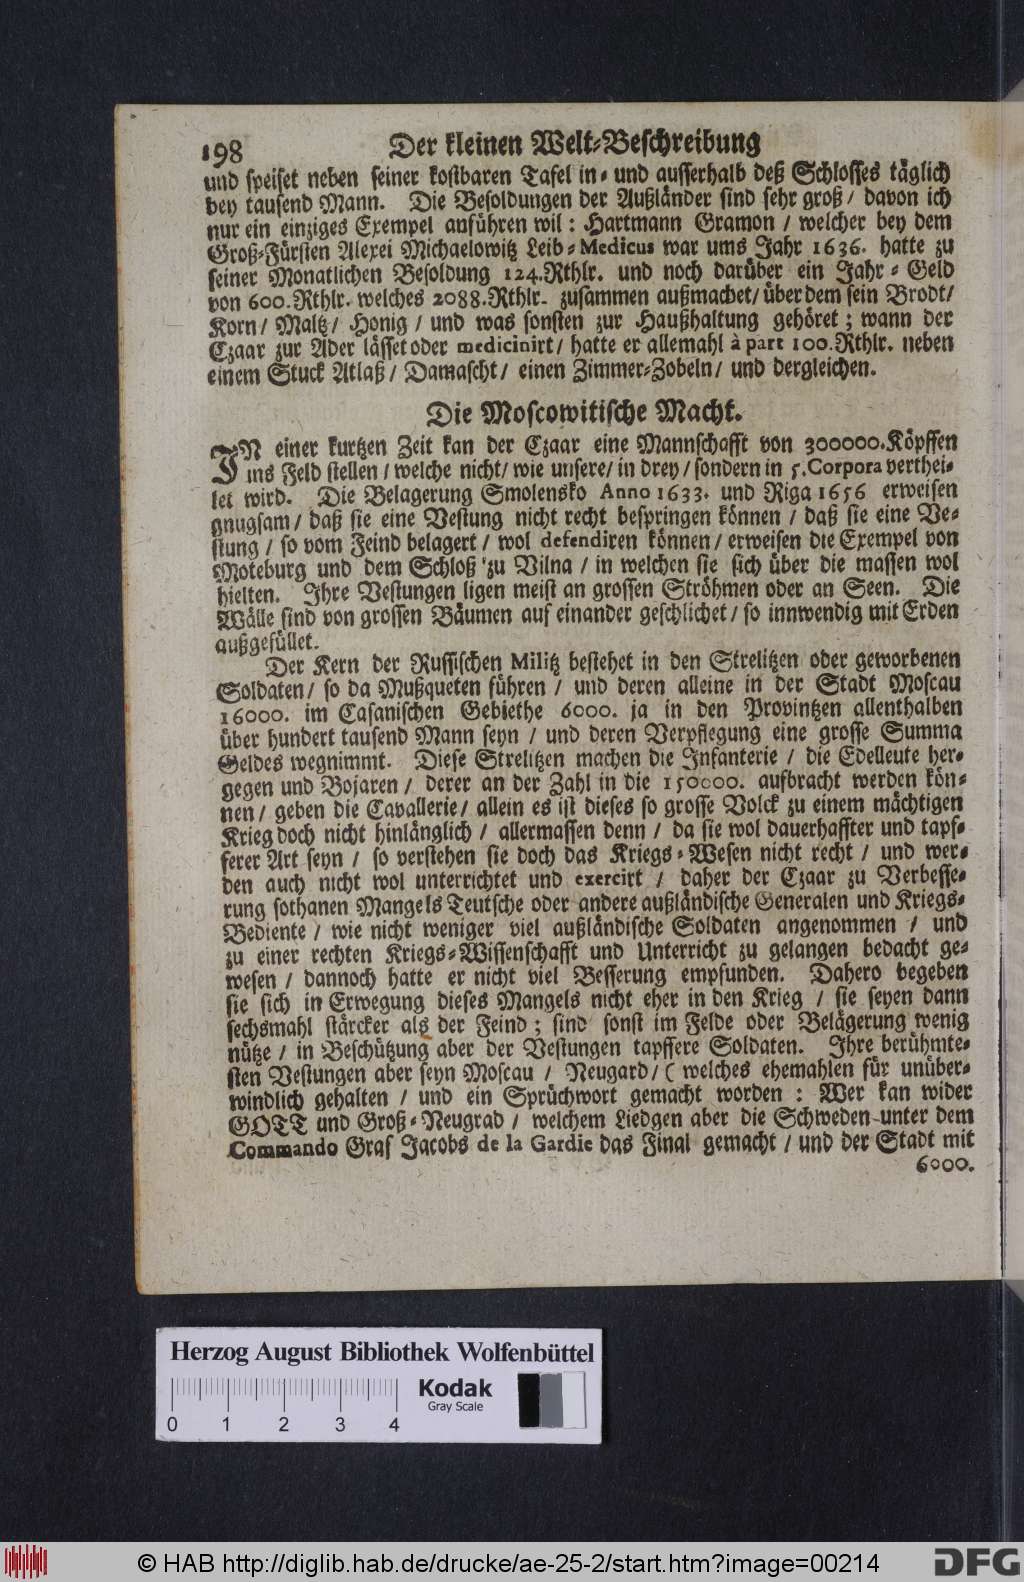 198 Der kleinen Welt-Beschreibung
und speiset neben seiner kostbaren Tafel in- und ausserhalb deß Schlosses täglich
bey tausend Mann. Die Besoldungen der Außländer sind sehr groß / davon ich
nur ein einziges Exempel anführen wil : Hartmann Gramon / welcher bey dem
Groß-Fürsten Alexei Michaelowitz Leib-Medicus war ums Jahr 1636. hatte zu
seiner Monatlichen Besoldung 124.Rthlr. und noch darüber ein Jahr-Geld
von 600.Rthlr. welches 2088.Rthlr. zusammen außmachet/ über dem sein Brodt/
Korn/ Maltz/ Honig / und was sonsten zur Haußhaltung gehöret ; wann der
Czaar zur Ader lässet oder medicinirt/ hatte er allemahl à part 100.Rthlr. neben
einem Stuck Atlaß / Damascht / einen Zimmer-Zobeln/ und dergleichen.
Die Moscowitische Macht.
IN einer kurtzen Zeit kan der Czaar eine Mannschafft von 300000.Köpffen
ins Feld stellen / welche nicht/ wie unsere/ in drey / sondern in 5.Corpora verthei-
let wird. Die Belagerung Smolensko Anno 1633. und Riga 1656 erweisen
gnugsam / daß sie eine Vestung nicht recht bespringen können / daß sie eine Ve-
stung / so vom Feind belagert / wol defendiren können / erweisen die Exempel von
Moteburg und dem Schloß zu Vilna / in welchen sie sich über die massen wol
hielten. Ihre Vestungen ligen meist an grossen Ströhmen oder an Seen. Die
Wälle sind von grossen Bäumen auf einander geschlichet / so innwendig mit Erden
außgefüllet.
Der Kern der Russischen Militz bestehet in den Strelitzen oder geworbenen
Soldaten / so da Mußqueten führen / und deren alleine in der Stadt Moscau
16000. im Casanischen Gebiethe 6000. ja in den Provintzen allenthalben
über hundert tausend Mann seyn / und deren Verpflegung eine grosse Summa
Geldes wegnimmt. Diese Strelitzen machen die Infanterie / die Edelleute her-
gegen und Bojaren / derer an der Zahl in die 150000. aufbracht werden kön-
nen / geben die Cavallerie / allein es ist dieses so grosse Volck zu einem mächtigen
Krieg doch nicht hinlänglich / allermassen denn / da sie wol dauerhaffter und tapf-
ferer Art seyn / so verstehen sie doch das Kriegs-Wesen nicht recht / und wer-
den auch nicht wol unterrichtet und exercirt / daher der Czaar zu Verbesse-
rung sothanen Mangels Teutsche oder andere außländische Generalen und Kriegs-
Bediente / wie nicht weniger viel außländische Soldaten angenommen / und
zu einer rechten Kriegs-Wissenschafft und Unterricht zu gelangen bedacht ge-
wesen / dannoch hatte er nicht viel Besserung empfunden. Dahero begeben
sie sich in Erwegung dieses Mangels nicht eher in den Krieg / sie seyen dann
sechsmahl stärcker als der Feind ; sind sonst im Felde oder Belägerung wenig
nütze / in Beschützung aber der Vestungen tapffere Soldaten. Ihre berühmte-
sten Vestungen aber seyn Moscau / Neugard / ( welches ehemahlen für unüber-
windlich gehalten / und ein Sprüchwort gemacht worden : Wer kan wider
GOTT und Groß-Neugrad / welchem Liedgen aber die Schweden unter dem
Commando Graf Jacobs de la Gardie das Final gemacht / und der Stadt mit
6000.
Herzog August Bibliothek Wolfenbüttel
Kodak
Gray Scale
0 1 2 3 4
© HAB http://diglib.hab.de/drucke/ae-25-2/start.htm?image=00214
DFG